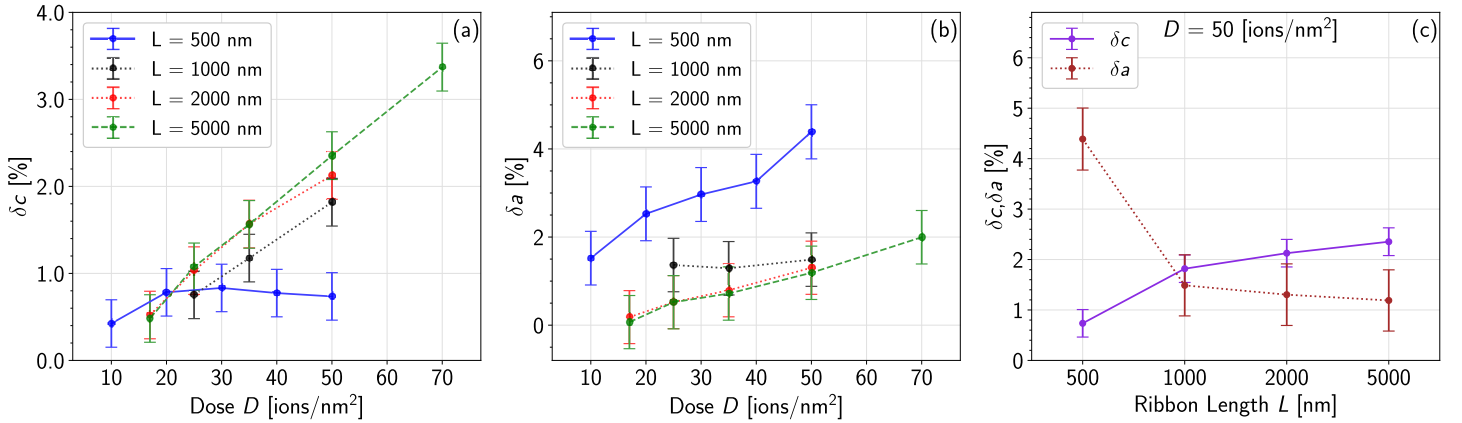 (a)
L = 500 nm
L = 1000 nm
L = 2000 nm
L = 5000 nm
4.0
3.0
2.0
1.0
0.0
δc [%]
10 20 30 40 50 60 70
Dose D [ions/nm²]
(b)
L = 500 nm
L = 1000 nm
L = 2000 nm
L = 5000 nm
6
4
2
0
δa [%]
10 20 30 40 50 60 70
Dose D [ions/nm²]
D = 50 [ions/nm²]
(c)
δc
δa
6
5
4
3
2
1
0
δc,δa [%]
500 1000 2000 5000
Ribbon Length L [nm]